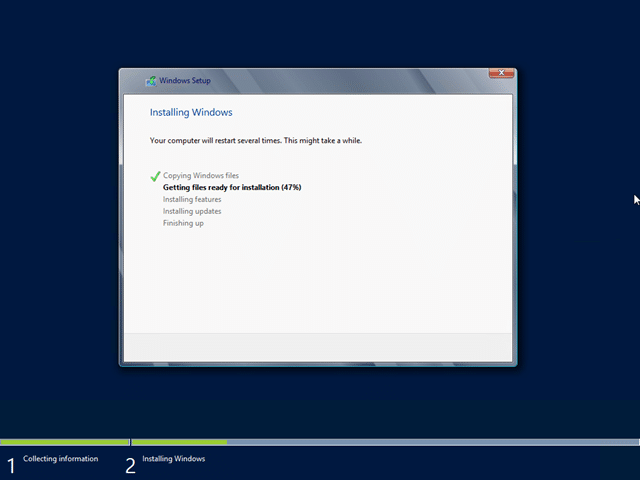 Windows Setup
Installing Windows
Your computer will restart several times. This might take a while.
Copying Windows files
Getting files ready for installation (47%)
Installing features
Installing updates
Finishing up
1 Collecting information
2 Installing Windows